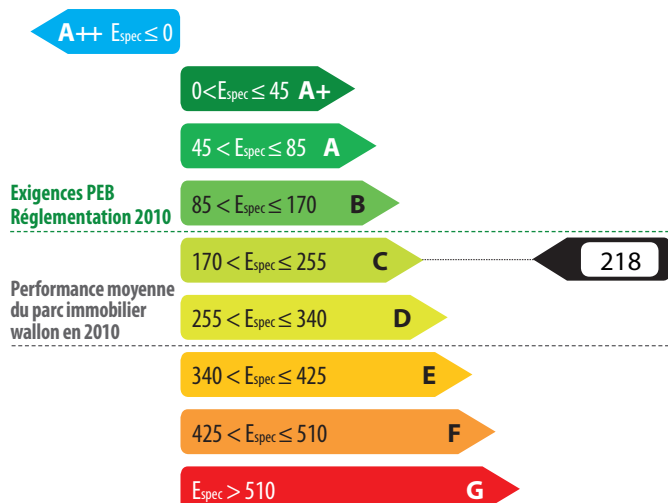 A++ Espec ≤ 0
0<Espec ≤ 45 A+
45 < Espec ≤ 85 A
Exigences PEB
Réglementation 2010
85 < Espec ≤ 170 B
170 < Espec ≤ 255 C
218
Performance moyenne
du parc immobilier
wallon en 2010
255 < Espec ≤ 340 D
340 < Espec ≤ 425 E
425 < Espec ≤ 510 F
Espec > 510 G